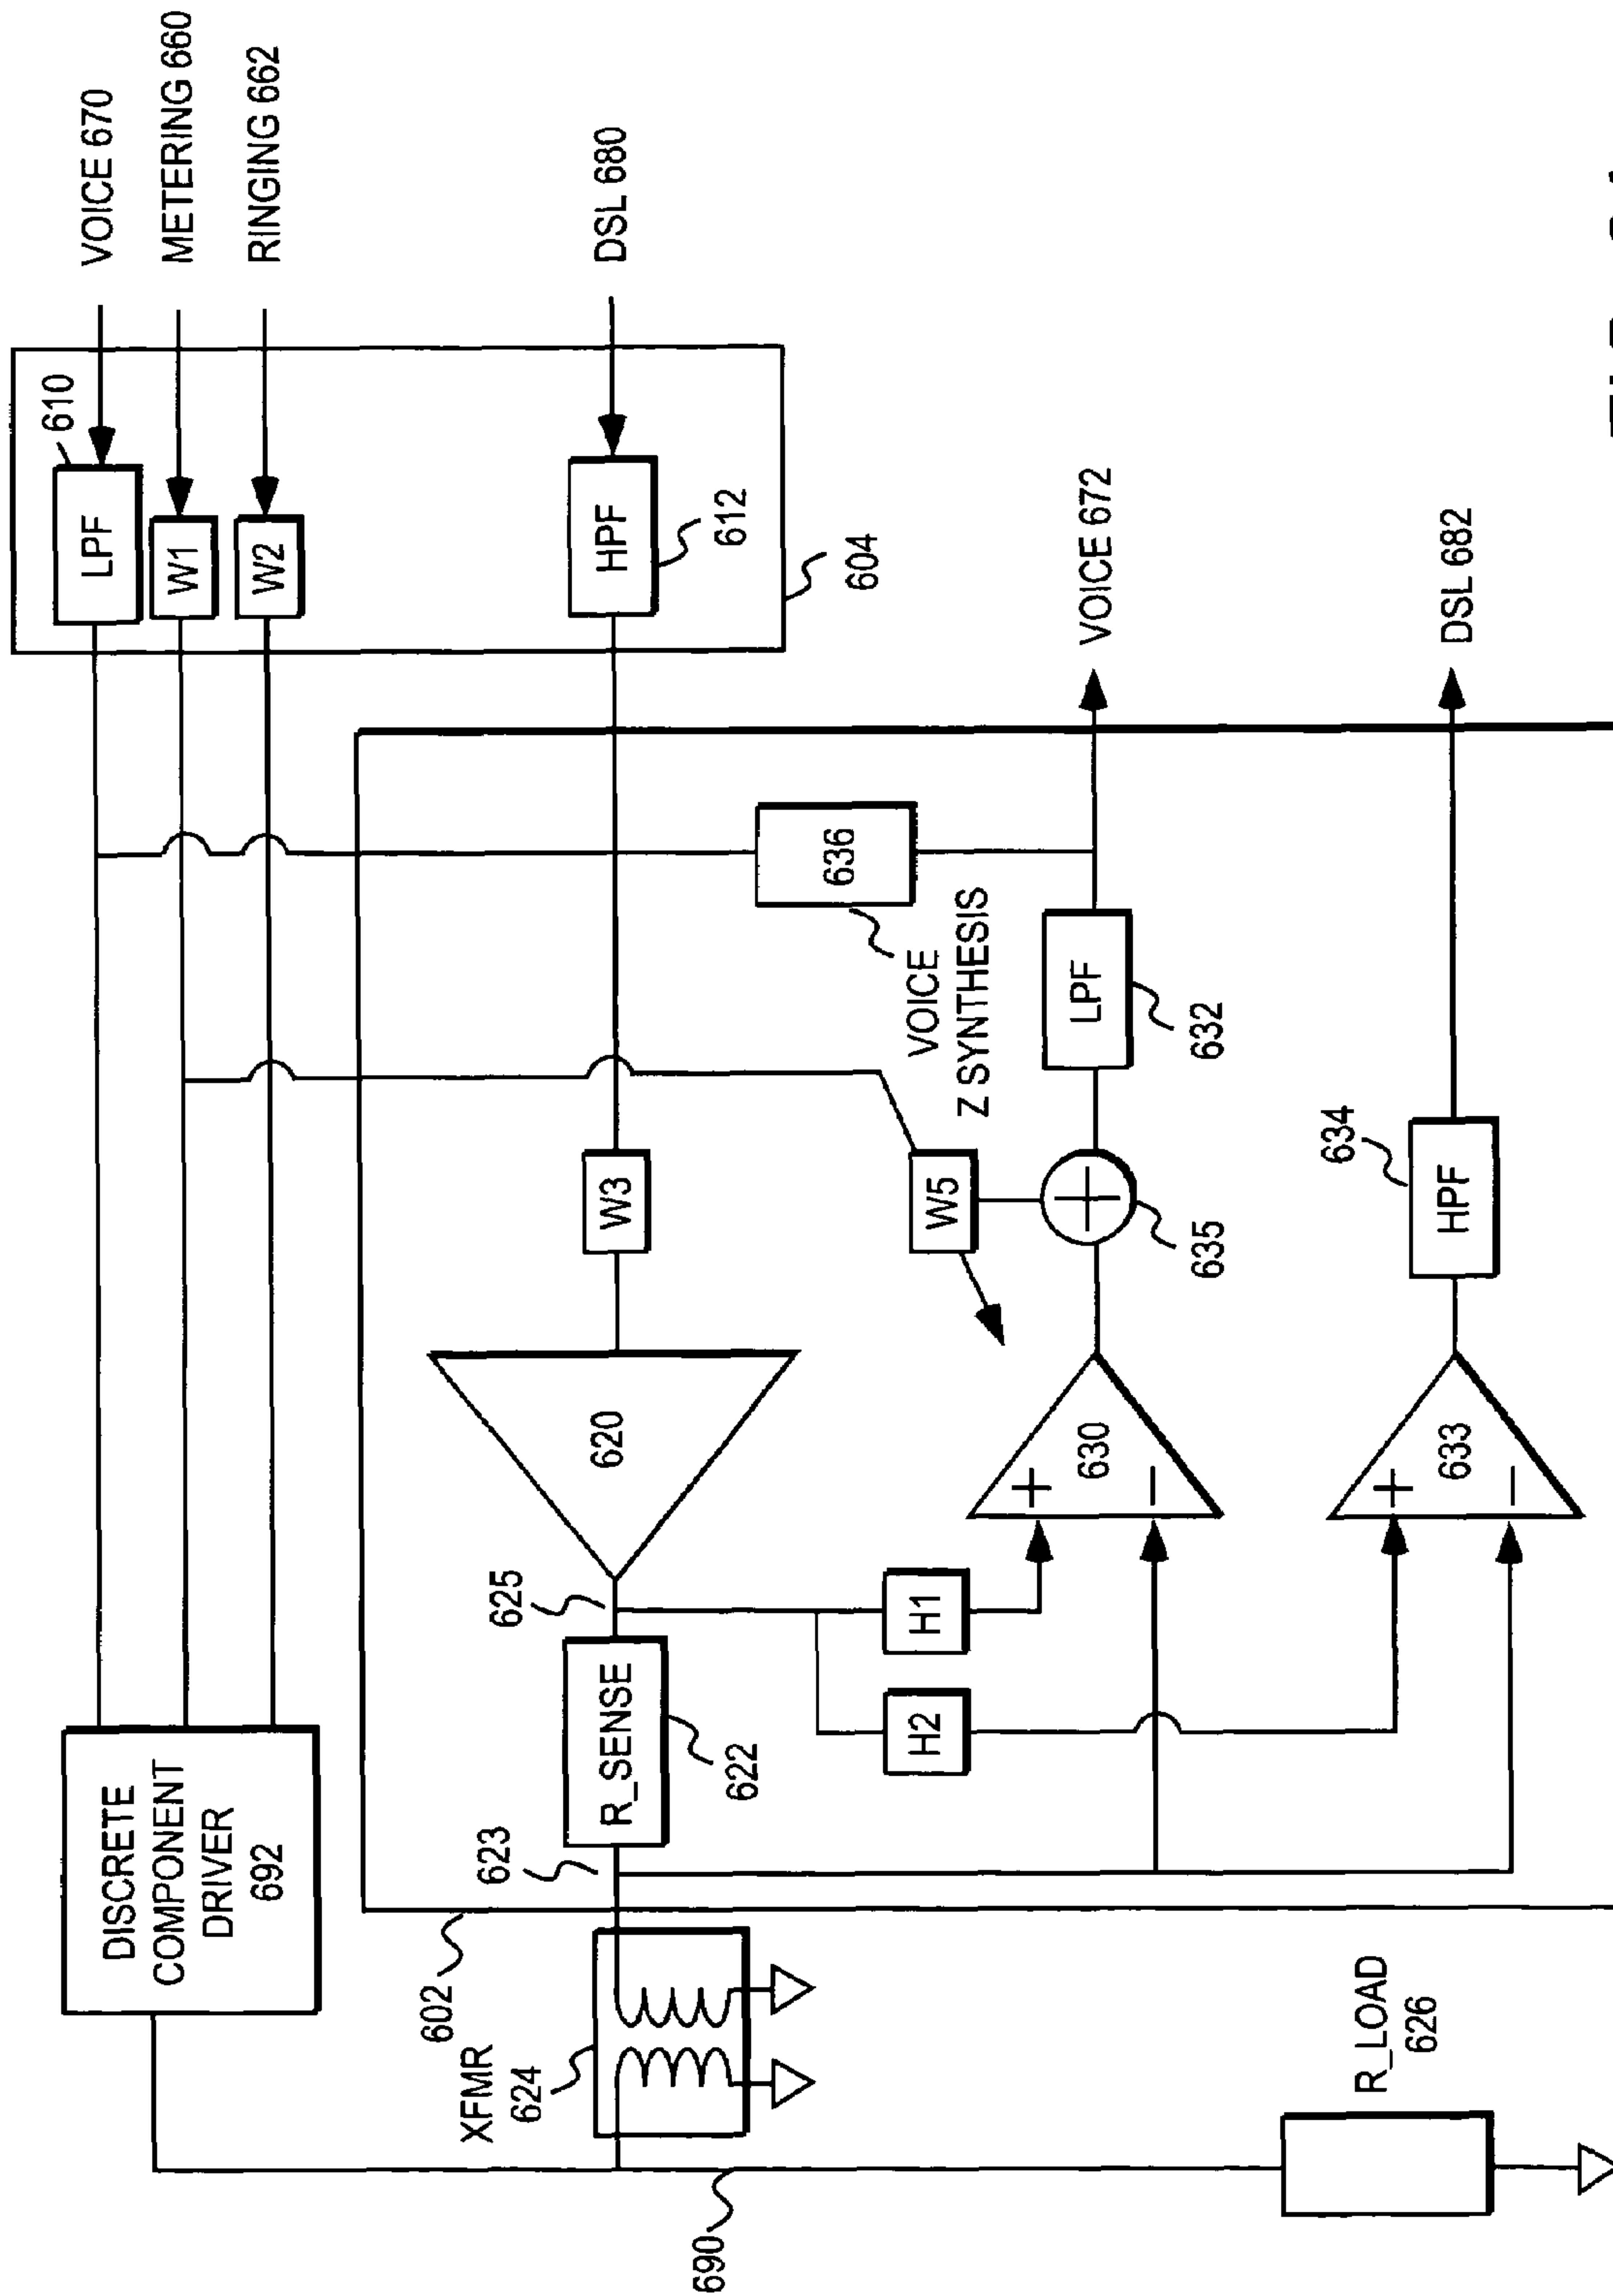 VOICE 670
METERING 660
RINGING 662
DSL 680
LPF
610
W1
W2
HPF
612
604
DISCRETE
COMPONENT
DRIVER
692
602
W3
620
625
R_SENSE
622
623
XFMR
624
690
R_LOAD
626
H1
H2
+
630
−
+
633
−
W5
635
VOICE
Z SYNTHESIS
636
LPF
632
VOICE 672
634
HPF
DSL 682